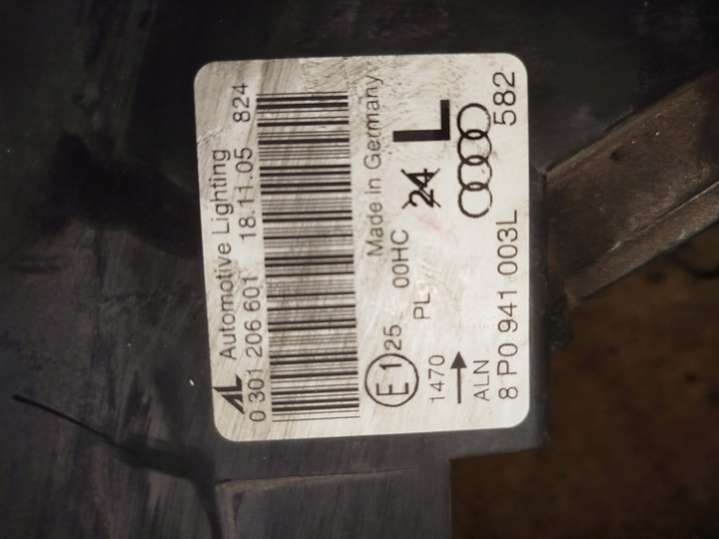 AL Automotive Lighting
0 301 206 601 18.11.05 824
Made in Germany
E1 25 00HC 24 L
PL
1470
ALN
8 P0 941 003L 582